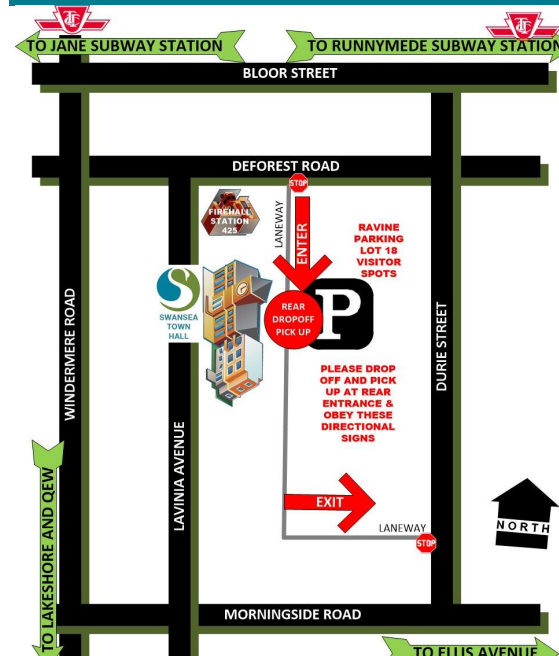 TTC
TTC
TO JANE SUBWAY STATION
TO RUNNYMEDE SUBWAY STATION
BLOOR STREET
DEFOREST ROAD
STOP
FIREHALL
STATION
425
LANEWAY
ENTER
RAVINE
PARKING
LOT 18
VISITOR
SPOTS
SWANSEA
TOWN
HALL
REAR
DROPOFF
PICK UP
P
WINDERMERE ROAD
DURIE STREET
PLEASE DROP
OFF AND PICK
UP AT REAR
ENTRANCE &
OBEY THESE
DIRECTIONAL
SIGNS
LAVINIA AVENUE
EXIT
LANEWAY
STOP
NORTH
TO LAKESHORE AND QEW
MORNINGSIDE ROAD
TO ELLIS AVENUE